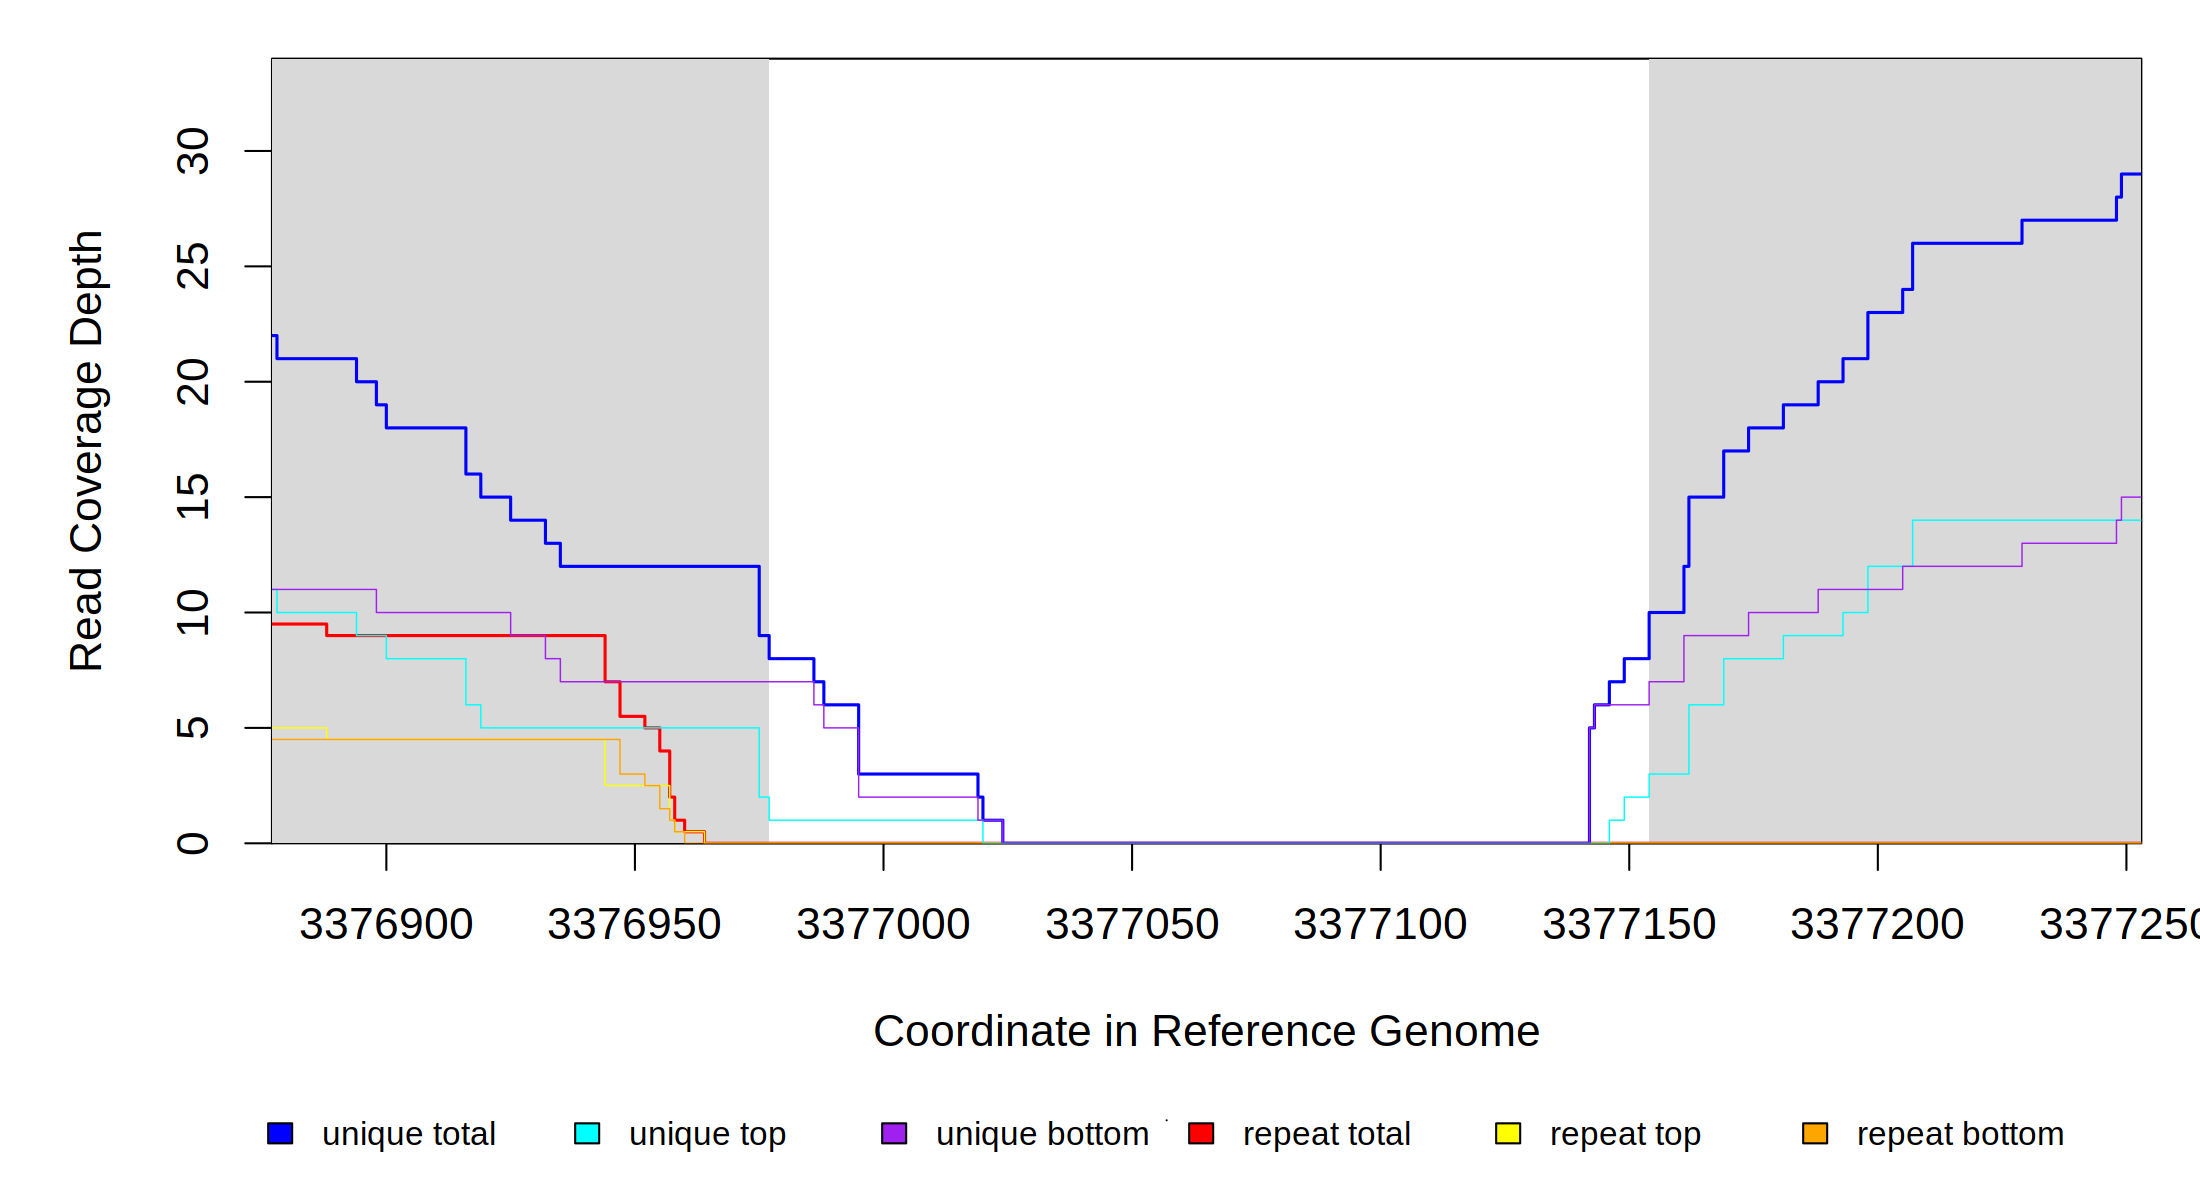 30
25
20
15
10
5
0
Read Coverage Depth
3376900 3376950 3377000 3377050 3377100 3377150 3377200 3377250
Coordinate in Reference Genome
unique total unique top unique bottom repeat total repeat top repeat bottom